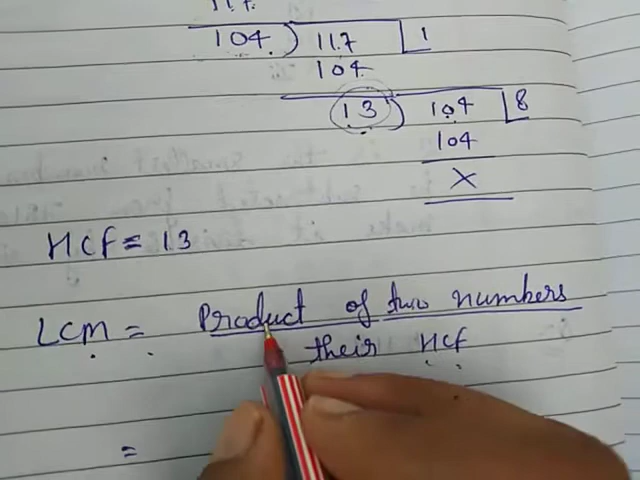 104 ) 117 1
104
13 ) 104 8
104
X
HCF = 13
LCM = Product of two numbers
their HCF
=